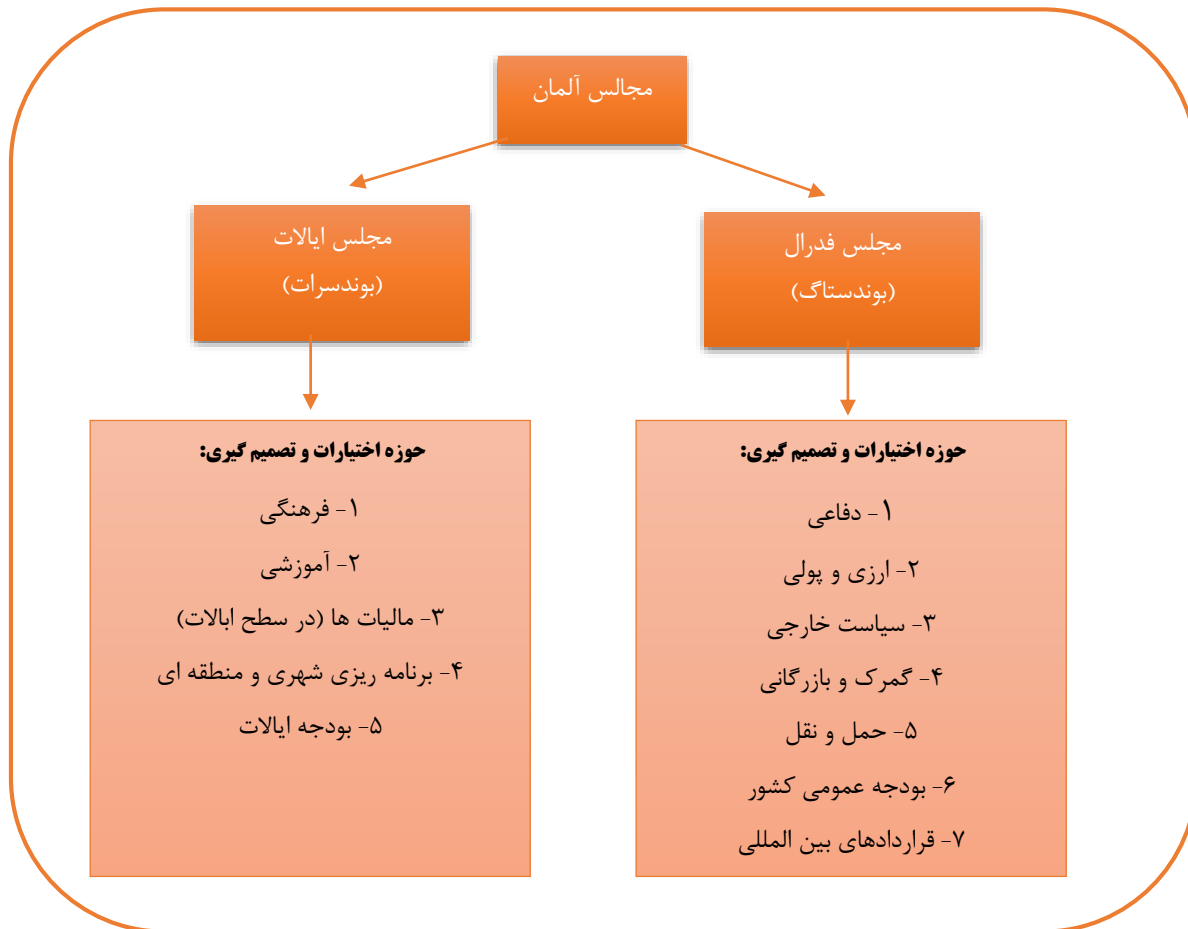 مجالس آلمان
مجلس فدرال
(بوندستاگ)
مجلس ایالات
(بوندسرات)
حوزه اختیارات و تصمیم گیری:
۱- دفاعی
۲- ارزی و پولی
۳- سیاست خارجی
۴- گمرک و بازرگانی
۵- حمل و نقل
۶- بودجه عمومی کشور
۷- قراردادهای بین المللی
حوزه اختیارات و تصمیم گیری:
۱- فرهنگی
۲- آموزشی
۳- مالیات ها (در سطح ابالات)
۴- برنامه ریزی شهری و منطقه ای
۵- بودجه ایالات